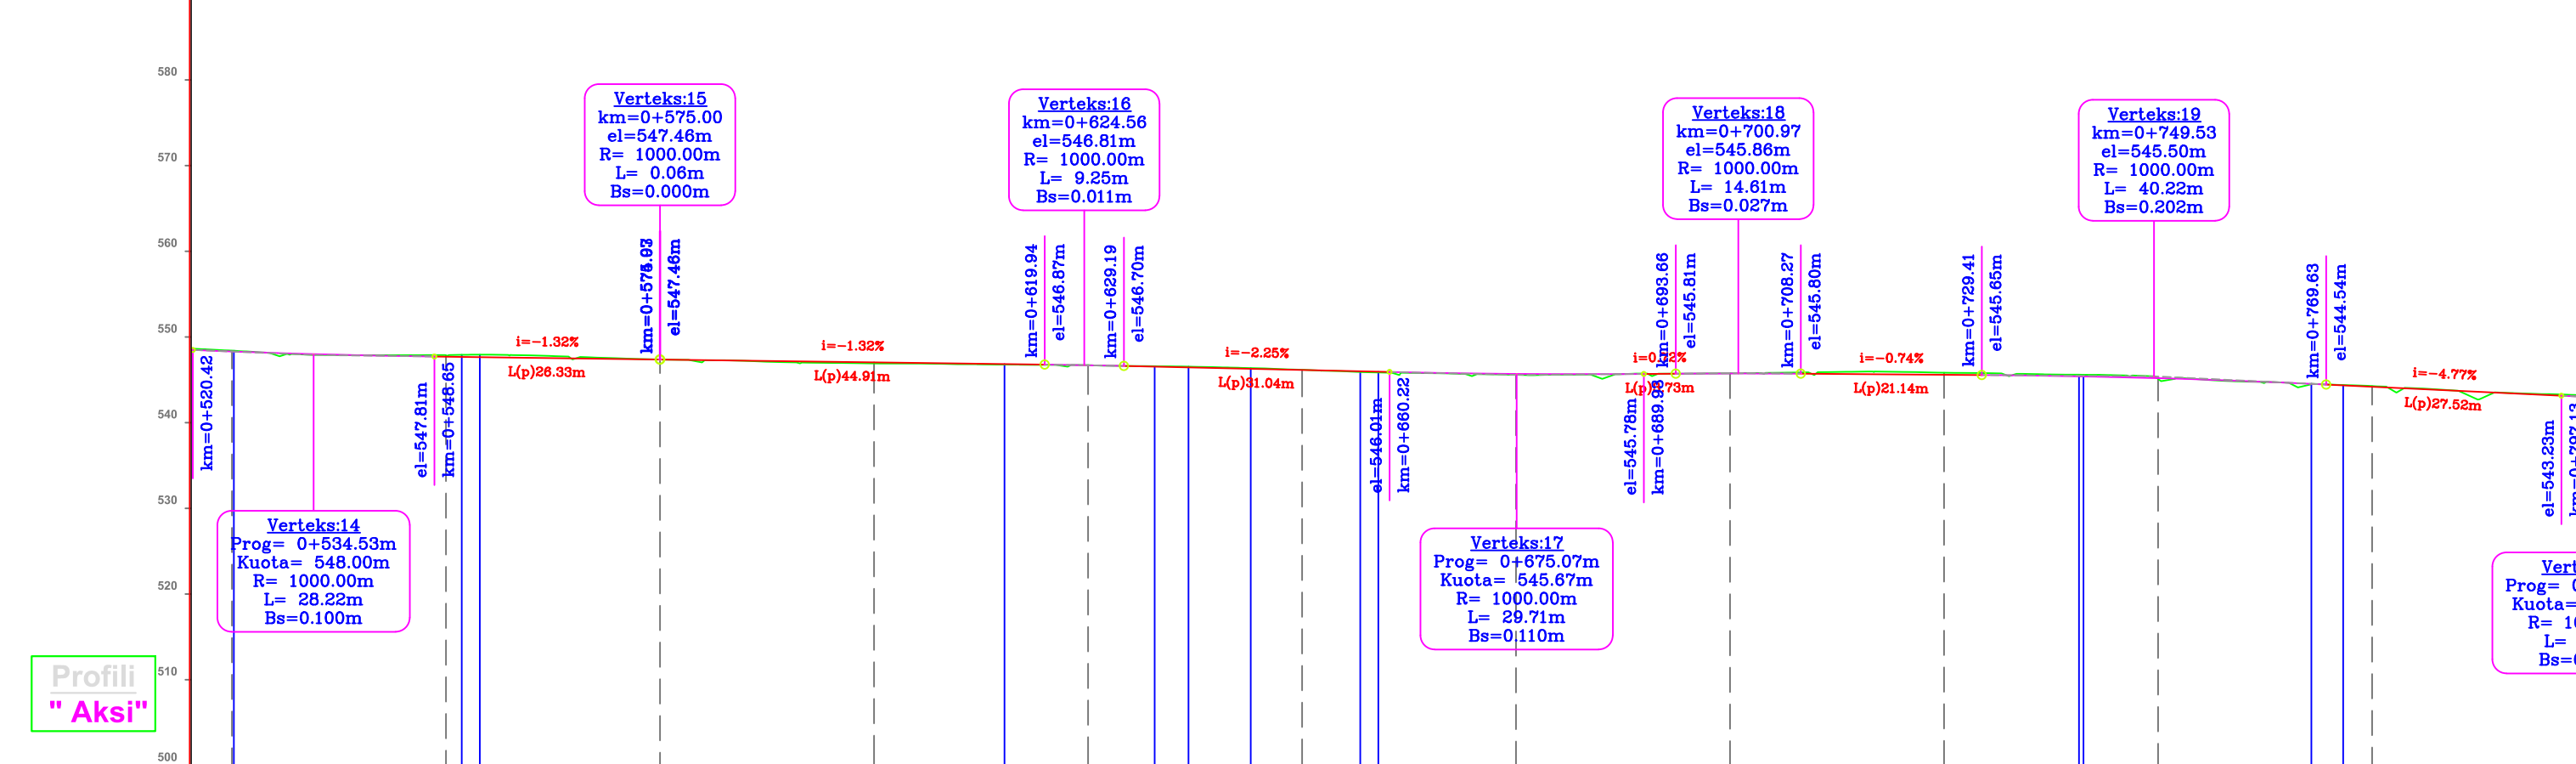 580
570
560
550
540
530
520
510
500
Verteks:15
km=0+575.00
el=547.46m
R= 1000.00m
L= 0.06m
Bs=0.000m
Verteks:16
km=0+624.56
el=546.81m
R= 1000.00m
L= 9.25m
Bs=0.011m
Verteks:18
km=0+700.97
el=545.86m
R= 1000.00m
L= 14.61m
Bs=0.027m
Verteks:19
km=0+749.53
el=545.50m
R= 1000.00m
L= 40.22m
Bs=0.202m
el=547.46m
km=0+619.94
el=546.87m
km=0+629.19
el=546.70m
km=0+693.66
el=545.81m
km=0+708.27
el=545.80m
km=0+729.41
el=545.65m
km=0+769.63
el=544.54m
i=-1.32%
L(p)26.33m
i=-1.32%
L(p)44.91m
i=-2.25%
L(p)31.04m
i=-0.74%
L(p)21.14m
i=-4.77%
L(p)27.52m
km=0+520.42
el=547.81m
km=0+548.65
el=546.01m
km=0+660.22
el=545.78m
el=543.23m
Verteks:14
Prog= 0+534.53m
Kuota= 548.00m
R= 1000.00m
L= 28.22m
Bs=0.100m
Verteks:17
Prog= 0+675.07m
Kuota= 545.67m
R= 1000.00m
L= 29.71m
Bs=0.110m
Prog=
Kuota=
R=
L=
Profili
" Aksi"